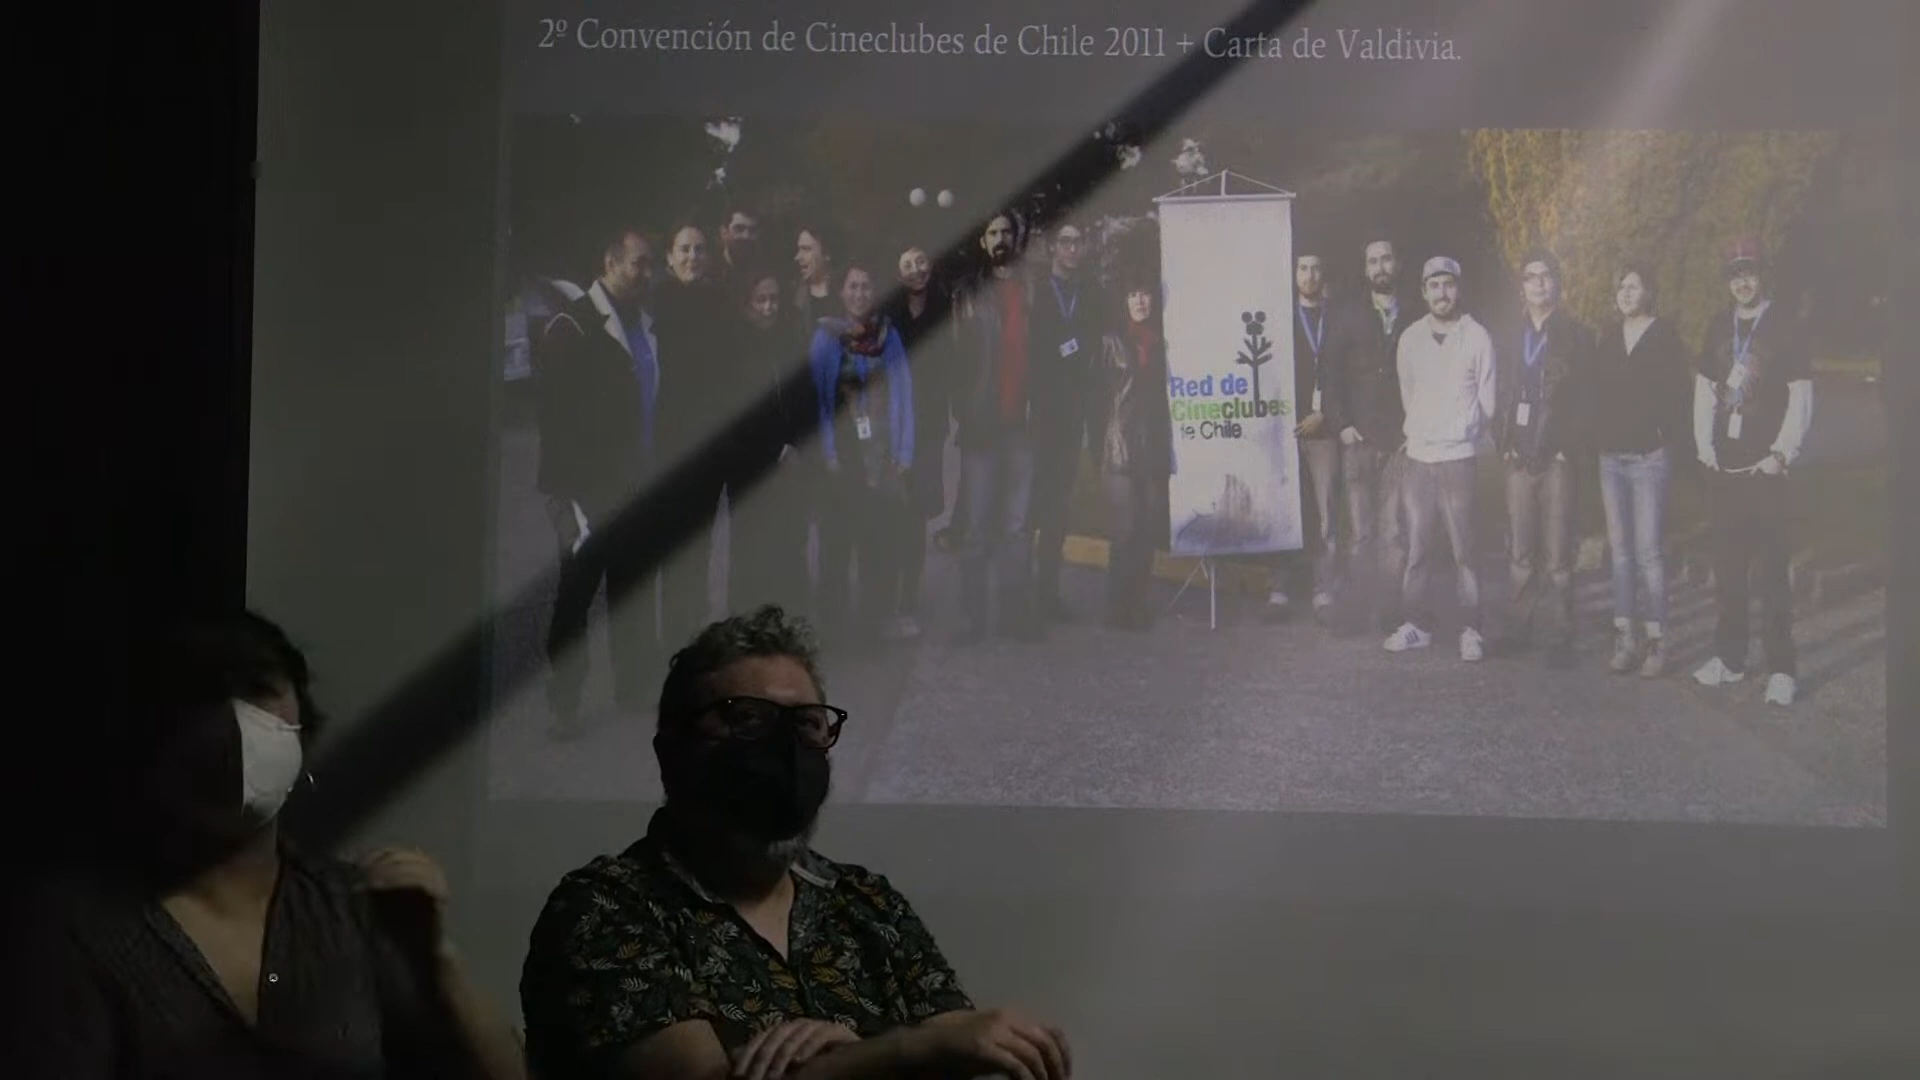 2º Convención de Cineclubes de Chile 2011 + Carta de Valdivia.
Red de
Cineclubes
de Chile